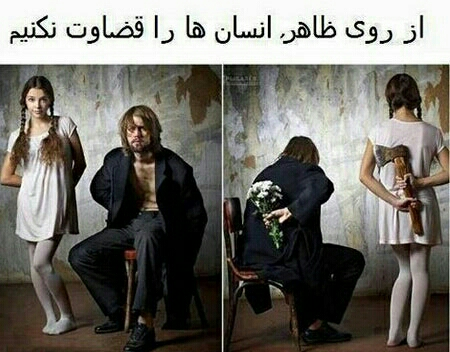 از روی ظاهر, انسان ها را قضاوت نکنیم